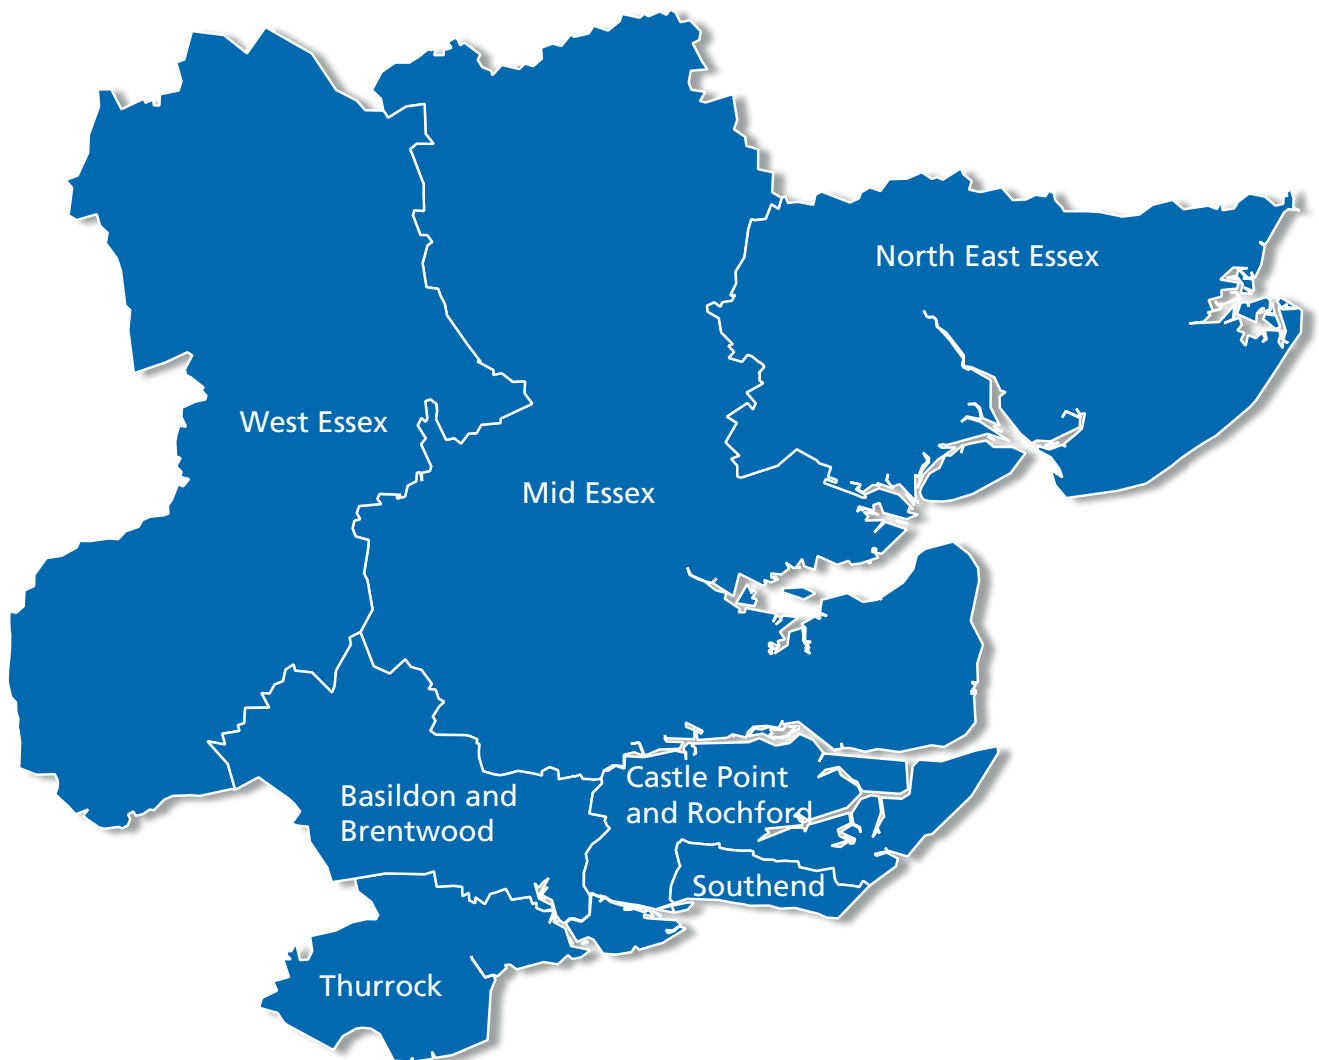 North East Essex
West Essex
Mid Essex
Castle Point
and Rochford
Basildon and
Brentwood
Southend
Thurrock